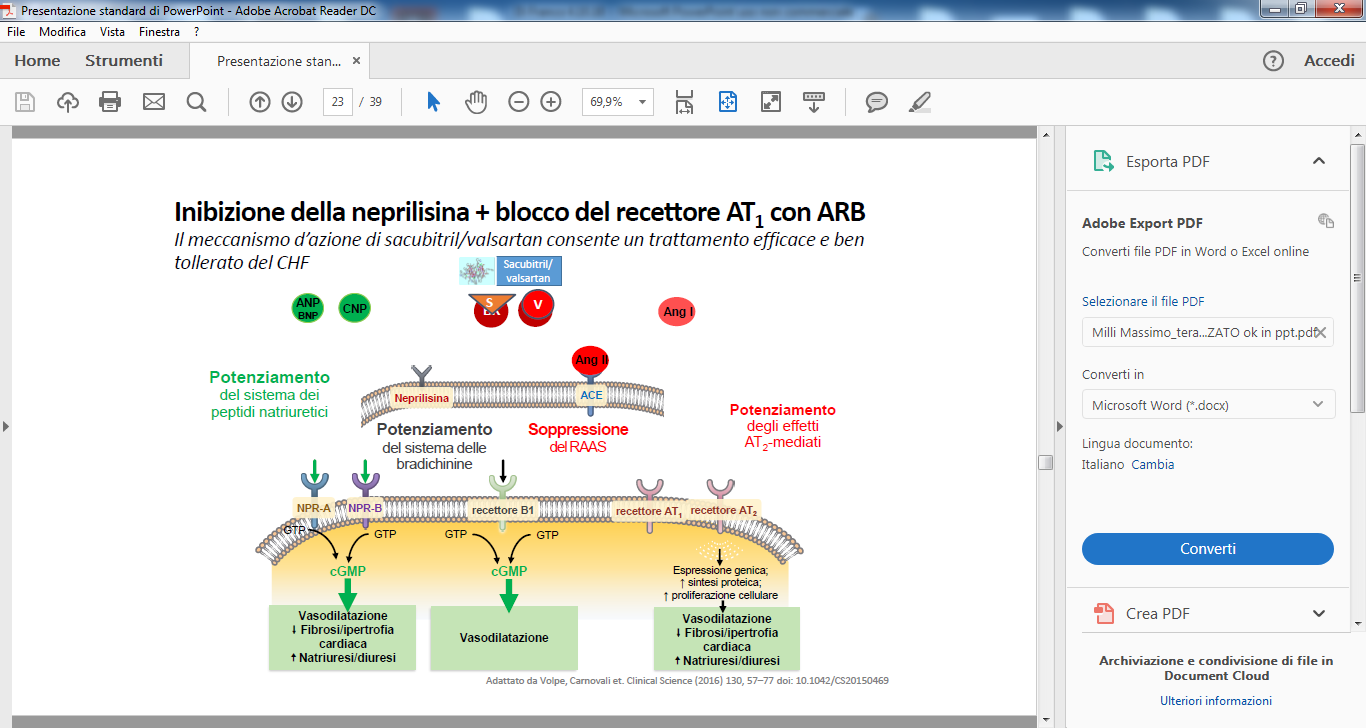 Presentazione standard di PowerPoint - Adobe Acrobat Reader DC
File Modifica Vista Finestra ?
Home Strumenti Presentazione stan... × ? Accedi
23 / 39 69,9%
Inibizione della neprilisina + blocco del recettore AT1 con ARB
Il meccanismo d'azione di sacubitril/valsartan consente un trattamento efficace e ben
tollerato del CHF
Sacubitril/
valsartan
ANP
BNP
CNP
S
V
Ang I
Ang II
Neprilisina
ACE
Potenziamento
del sistema dei
peptidi natriuretici
Potenziamento
del sistema delle
bradichinine
Soppressione
del RAAS
Potenziamento
degli effetti
AT2-mediati
NPR-A
NPR-B
recettore B1
recettore AT1
recettore AT2
GTP
GTP
GTP
GTP
cGMP
cGMP
Espressione genica;
↑ sintesi proteica;
↑ proliferazione cellulare
Vasodilatazione
↓ Fibrosi/ipertrofia
cardiaca
↑ Natriuresi/diuresi
Vasodilatazione
Vasodilatazione
↓ Fibrosi/ipertrofia
cardiaca
↑ Natriuresi/diuresi
Adattato da Volpe, Carnovali et. Clinical Science (2016) 130, 57–77 doi: 10.1042/CS20150469
Esporta PDF
Adobe Export PDF
Converti file PDF in Word o Excel online
Selezionare il file PDF
Milli Massimo_tera...ZATO ok in ppt.pdf
Converti in
Microsoft Word (*.docx)
Lingua documento:
Italiano Cambia
Converti
Crea PDF
Archiviazione e condivisione di file in
Document Cloud
Ulteriori informazioni